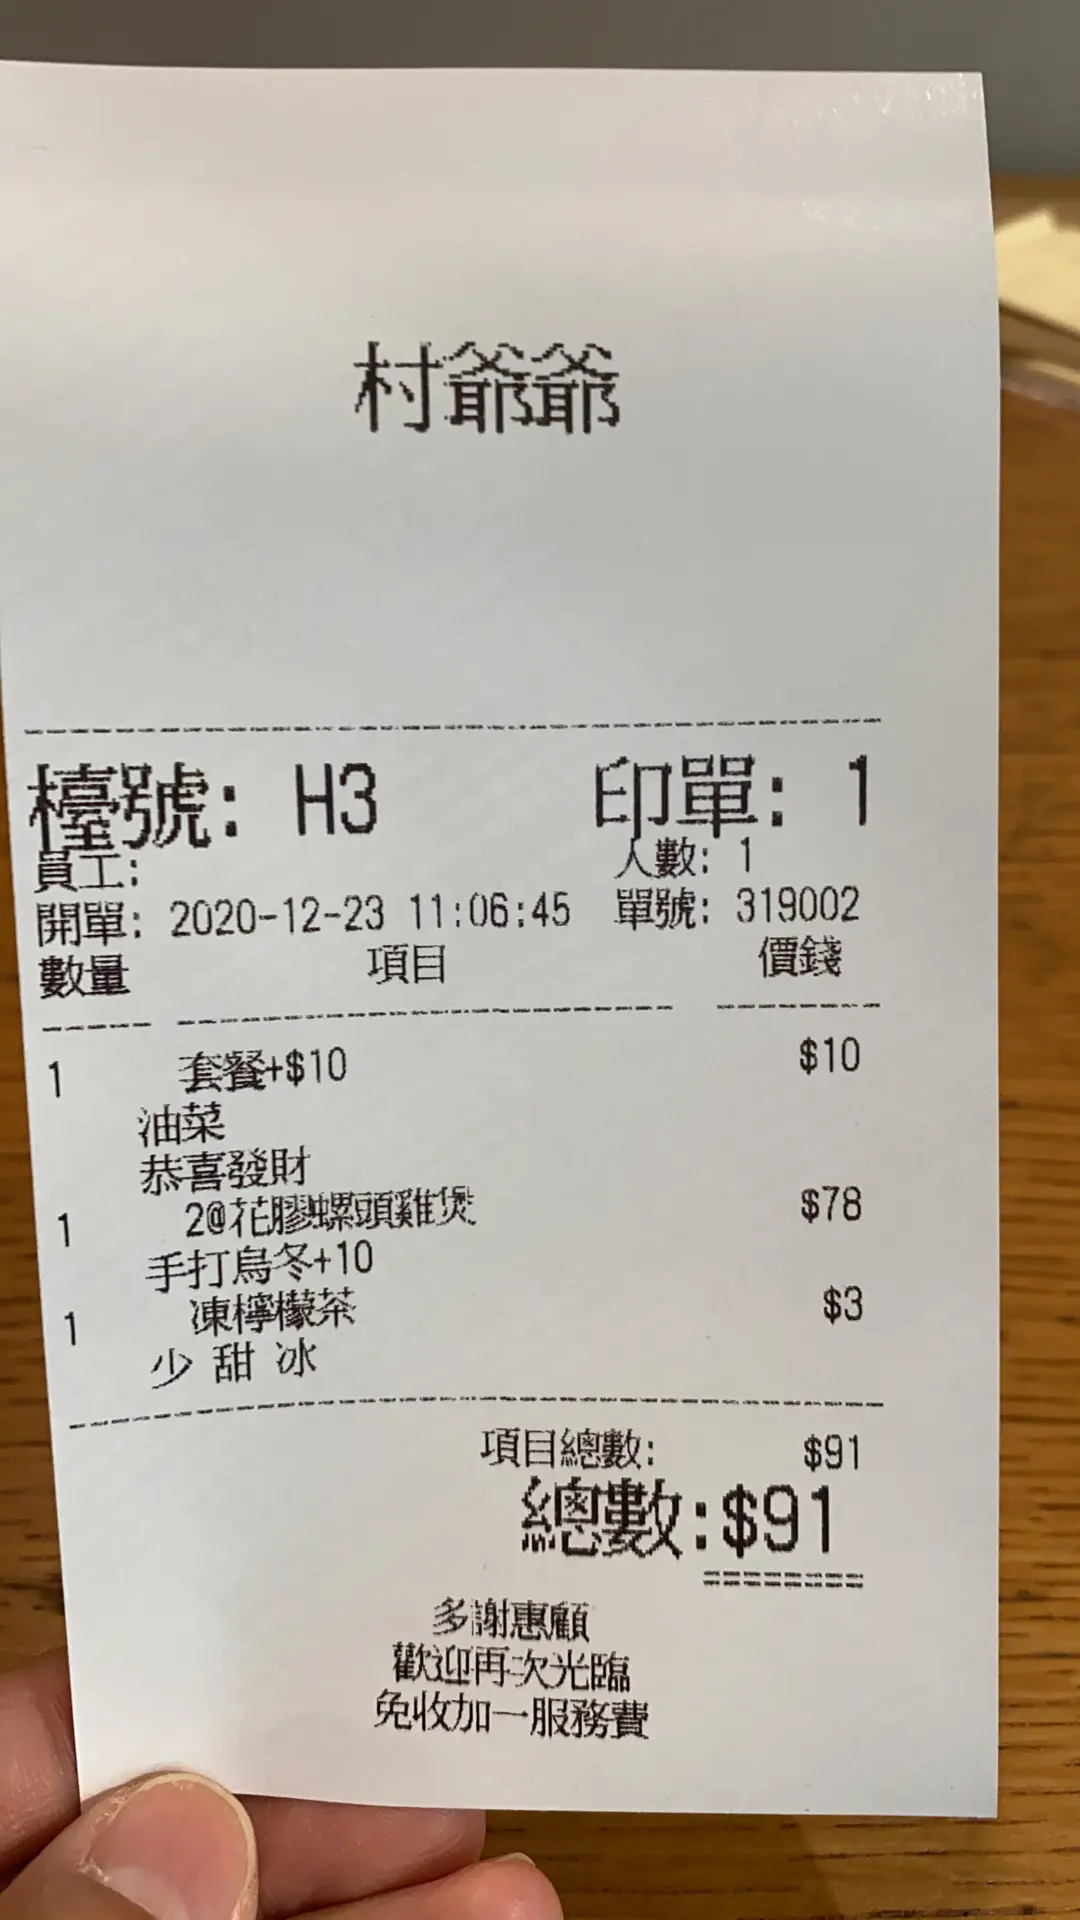 村爺爺
檯號: H3 印單: 1
員工: 人數: 1
開單: 2020-12-23 11:06:45 單號: 319002
數量 項目 價錢
1 套餐+$10 $10
油菜
恭喜發財
1 2@花膠螺頭雞煲 $78
手打烏冬+10
1 凍檸檬茶 $3
少 甜 冰
項目總數: $91
總數:$91
多謝惠顧
歡迎再次光臨
免收加一服務費